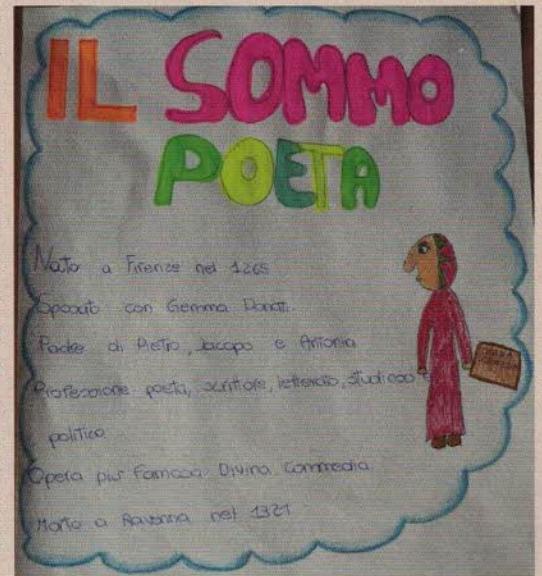 IL SOMMO
POETA
Nato a Firenze nel 1265
Sposato con Gemma Donati.
Padre di Pietro, Jacopo e Antonia
Professione poeta, scrittore, letterato, studioso e
politico
Opera piu' famosa: Divina Commedia
Morto a Ravenna nel 1321